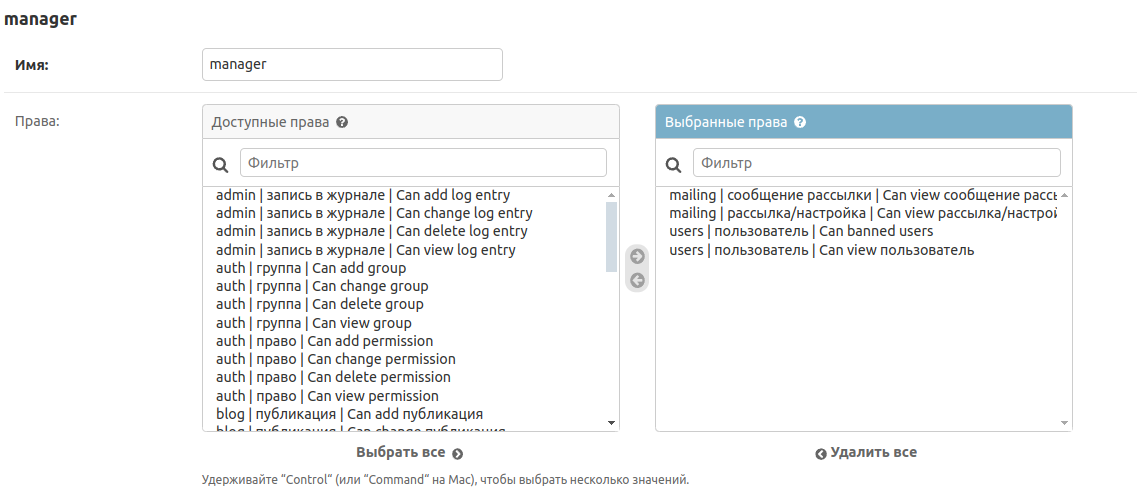 manager
Имя:
manager
Права:
Доступные права
Фильтр
admin | запись в журнале | Can add log entry
admin | запись в журнале | Can change log entry
admin | запись в журнале | Can delete log entry
admin | запись в журнале | Can view log entry
auth | группа | Can add group
auth | группа | Can change group
auth | группа | Can delete group
auth | группа | Can view group
auth | право | Can add permission
auth | право | Can change permission
auth | право | Can delete permission
auth | право | Can view permission
blog | публикация | Can add публикация
blog | публикация | Can change публикация
Выбрать все
Выбранные права
Фильтр
mailing | сообщение рассылки | Can view сообщение рассы
mailing | рассылка/настройка | Can view рассылка/настрой
users | пользователь | Can banned users
users | пользователь | Can view пользователь
Удалить все
Удерживайте “Control“ (или “Command“ на Mac), чтобы выбрать несколько значений.